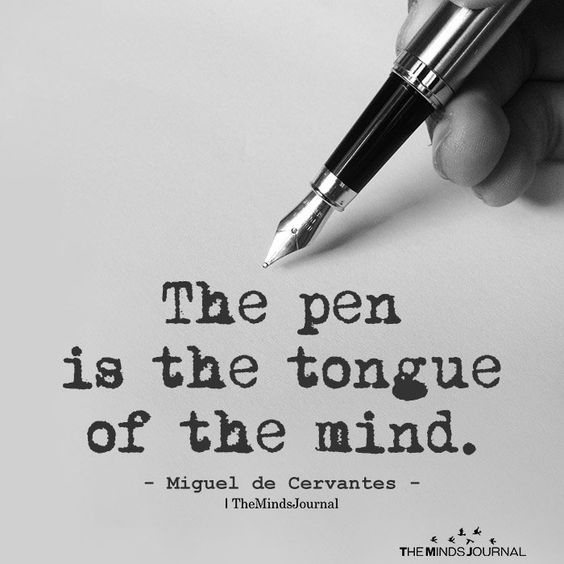 The pen
is the tongue
of the mind.
- Miguel de Cervantes -
| TheMindsJournal
THE MINDS JOURNAL